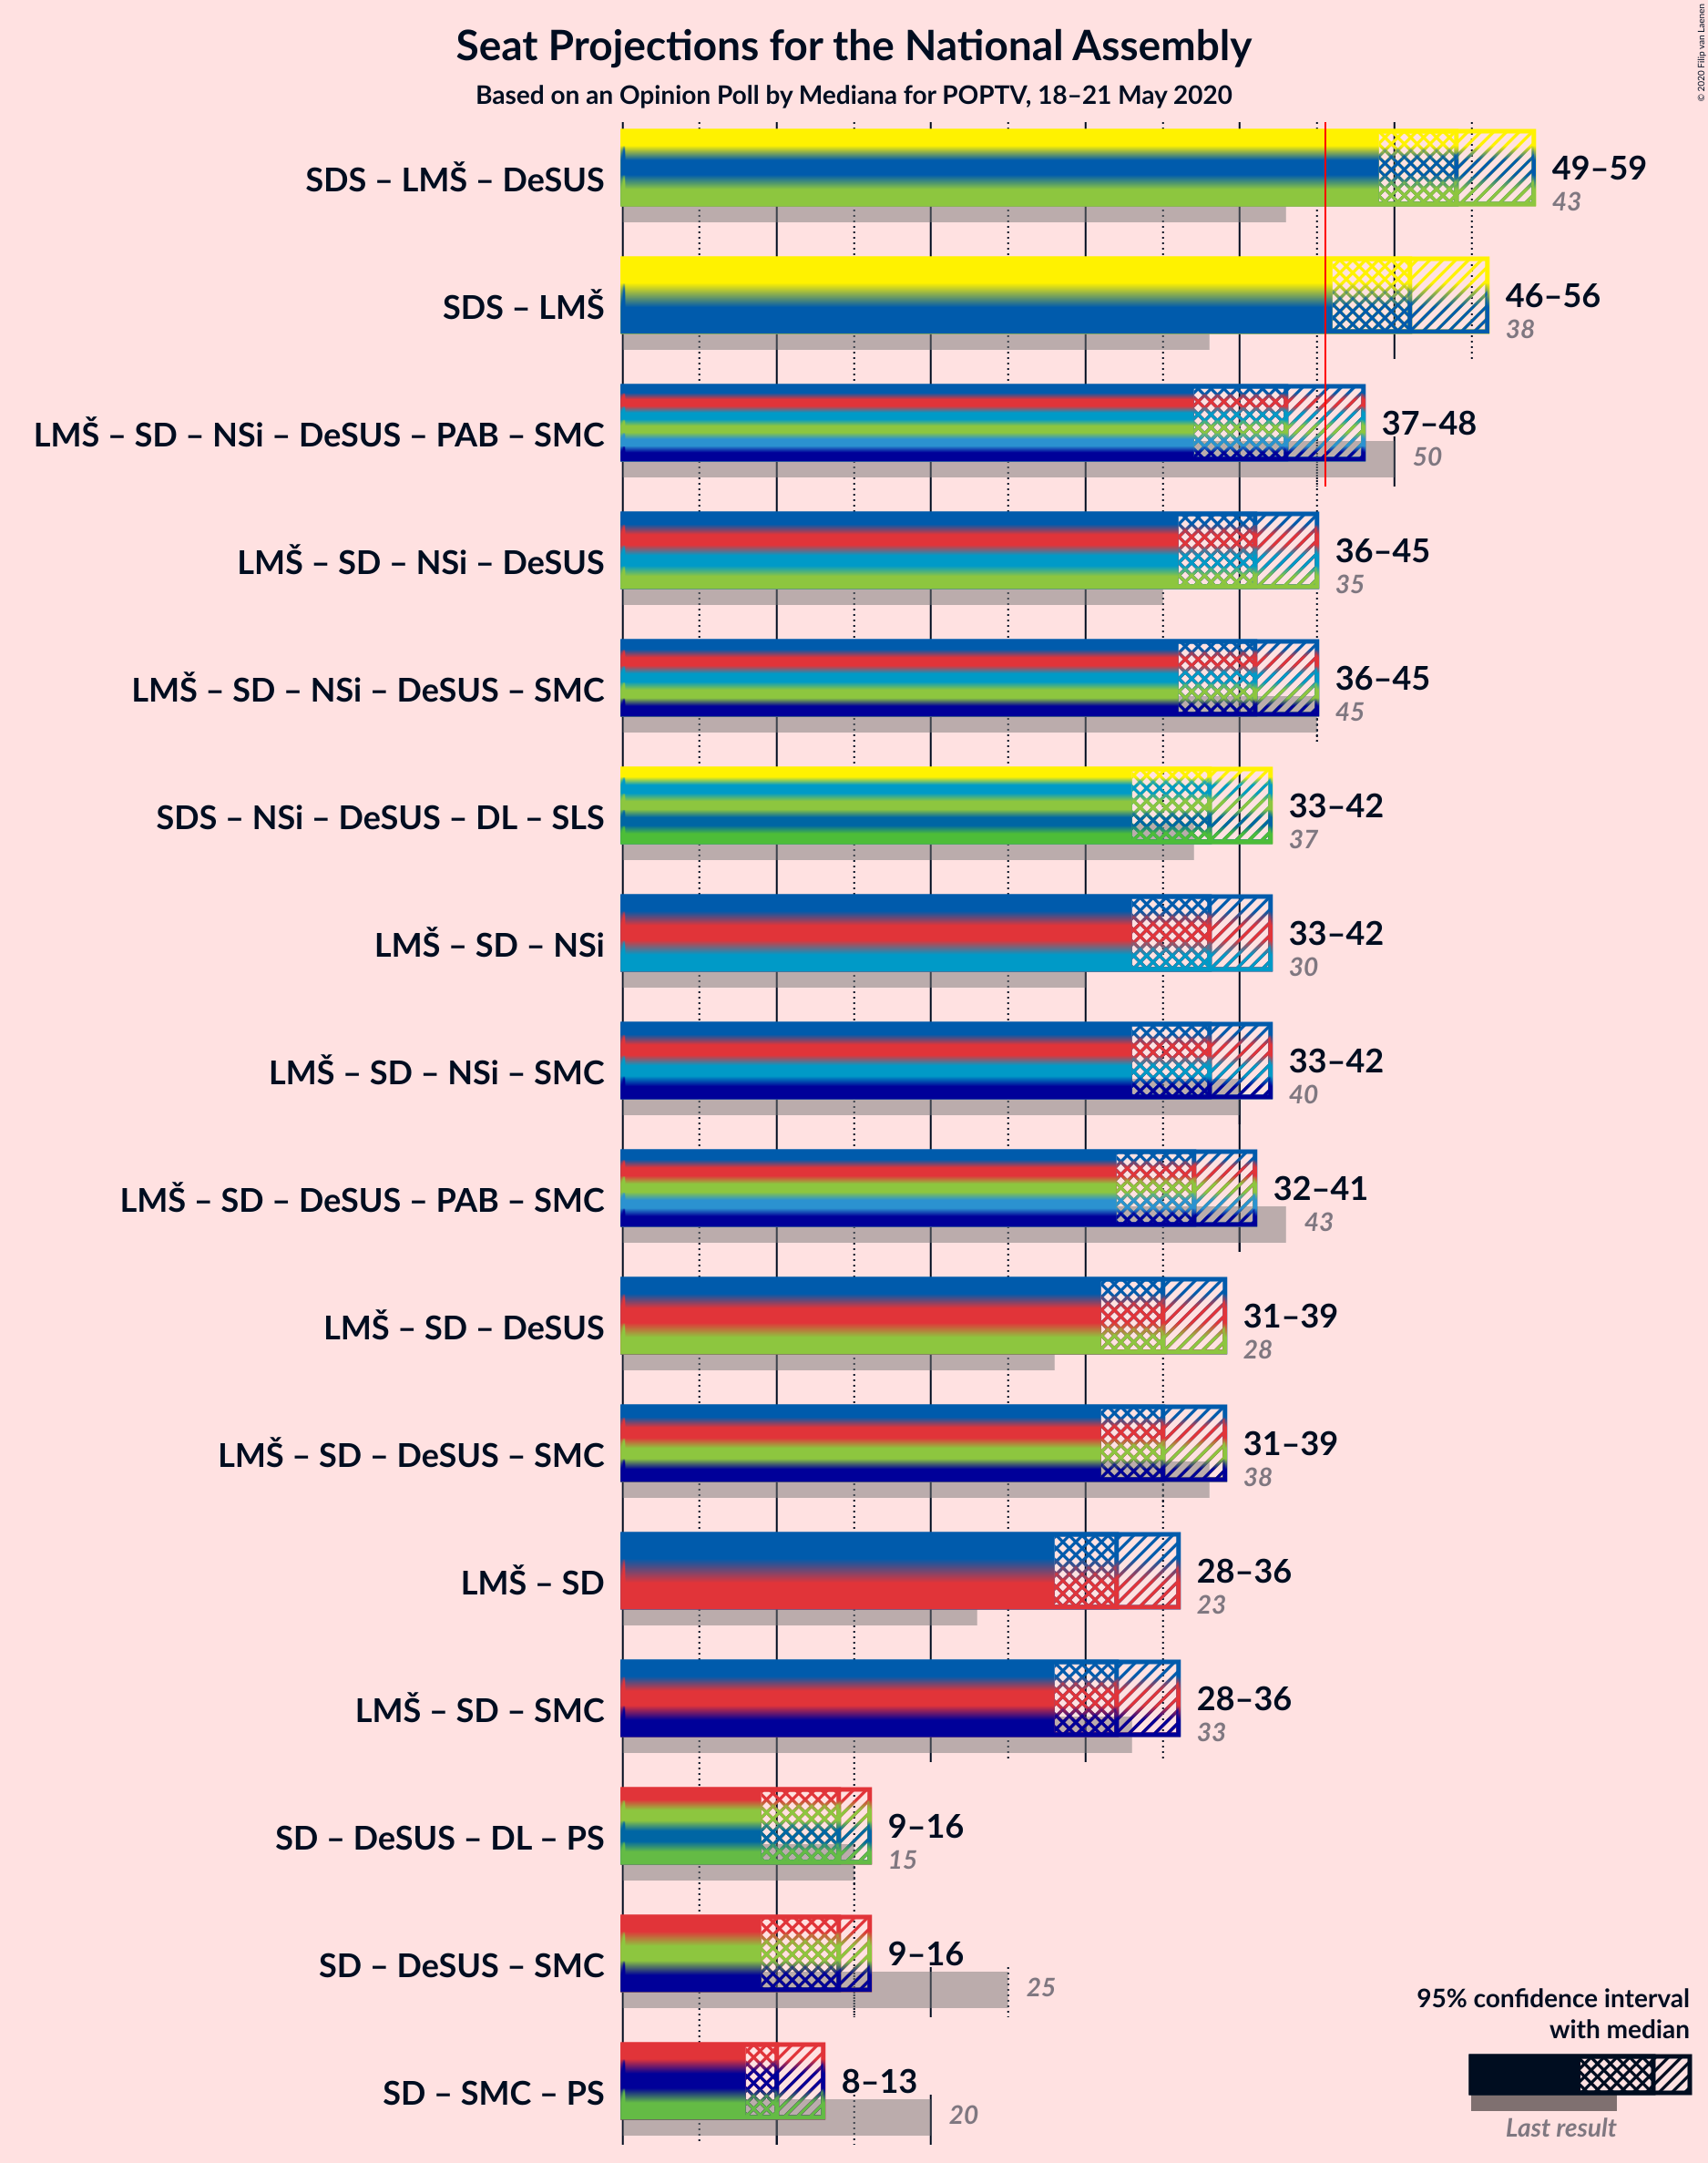 Seat Projections for the National Assembly
Based on an Opinion Poll by Mediana for POPTV, 18–21 May 2020
© 2020 Filip van Laenen
SDS – LMŠ – DeSUS
49–59
43
SDS – LMŠ
46–56
38
LMŠ – SD – NSi – DeSUS – PAB – SMC
37–48
50
LMŠ – SD – NSi – DeSUS
36–45
35
LMŠ – SD – NSi – DeSUS – SMC
36–45
45
SDS – NSi – DeSUS – DL – SLS
33–42
37
LMŠ – SD – NSi
33–42
30
LMŠ – SD – NSi – SMC
33–42
40
LMŠ – SD – DeSUS – PAB – SMC
32–41
43
LMŠ – SD – DeSUS
31–39
28
LMŠ – SD – DeSUS – SMC
31–39
38
LMŠ – SD
28–36
23
LMŠ – SD – SMC
28–36
33
SD – DeSUS – DL – PS
9–16
15
SD – DeSUS – SMC
9–16
25
SD – SMC – PS
8–13
20
95% confidence interval
with median
Last result